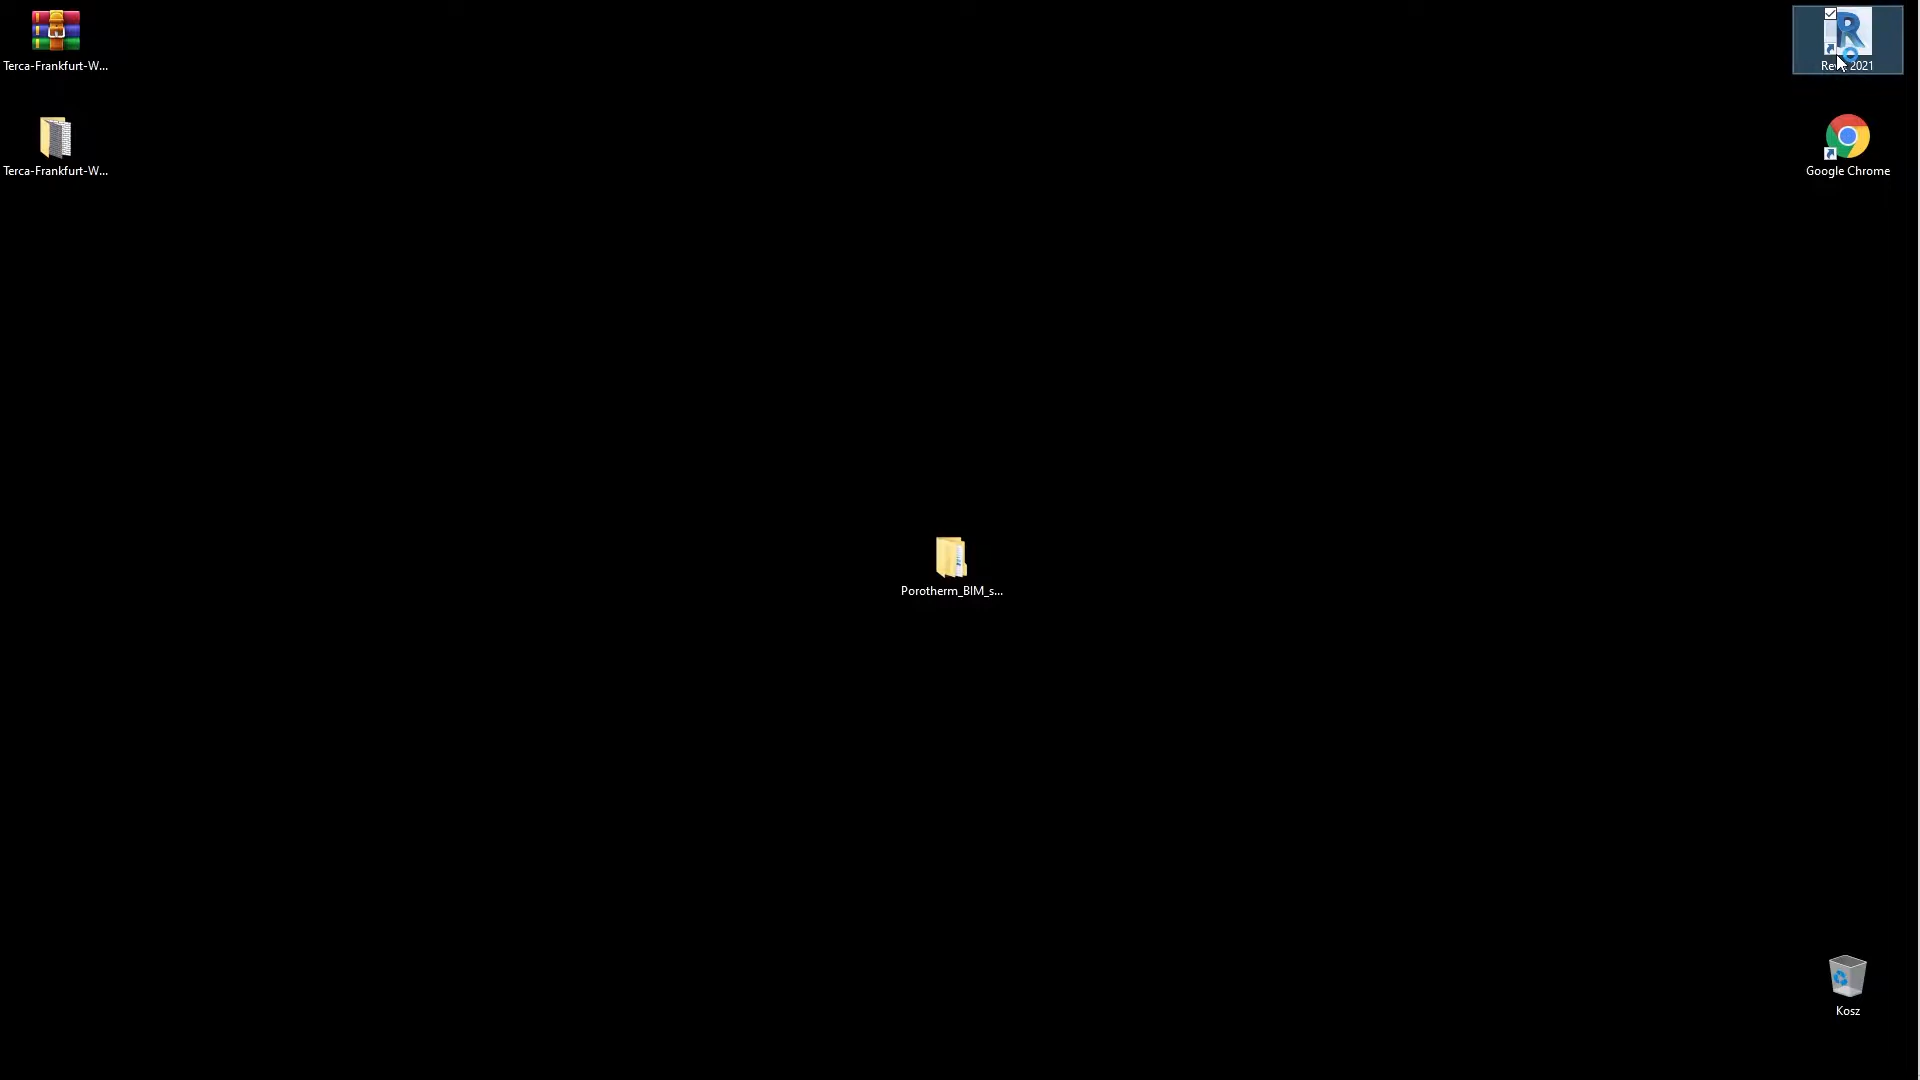 Terca-Frankfurt-W...
2021
Terca-Frankfurt-W...
Google Chrome
Porotherm_BIM_s...
Kosz